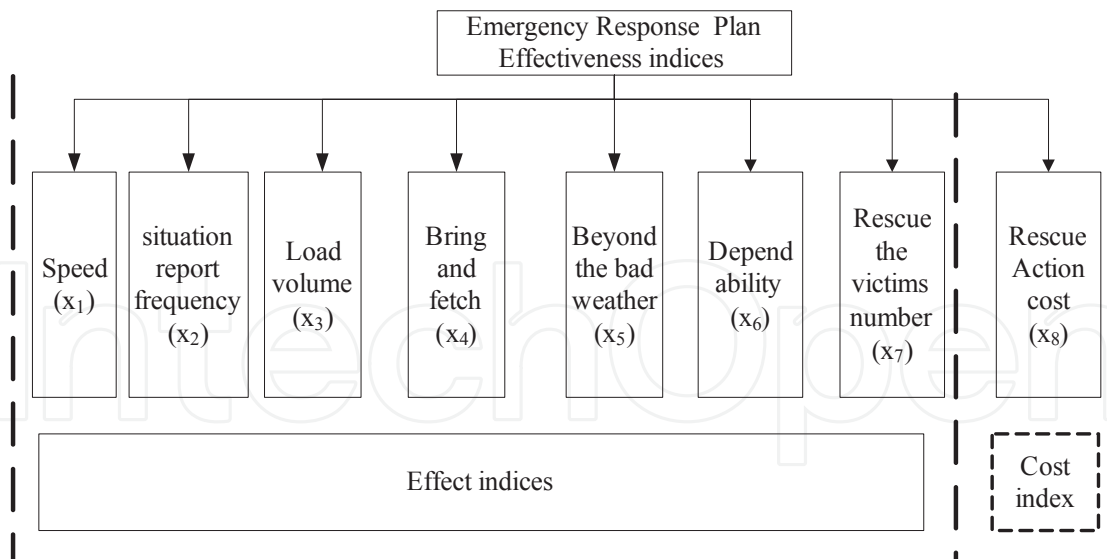 Emergency Response Plan
Effectiveness indices
Speed
(x₁)
situation
report
frequency
(x₂)
Load
volume
(x₃)
Bring
and
fetch
(x₄)
Beyond
the bad
weather
(x₅)
Depend
ability
(x₆)
Rescue
the
victims
number
(x₇)
Rescue
Action
cost
(x₈)
Effect indices
Cost
index
IntechOpen